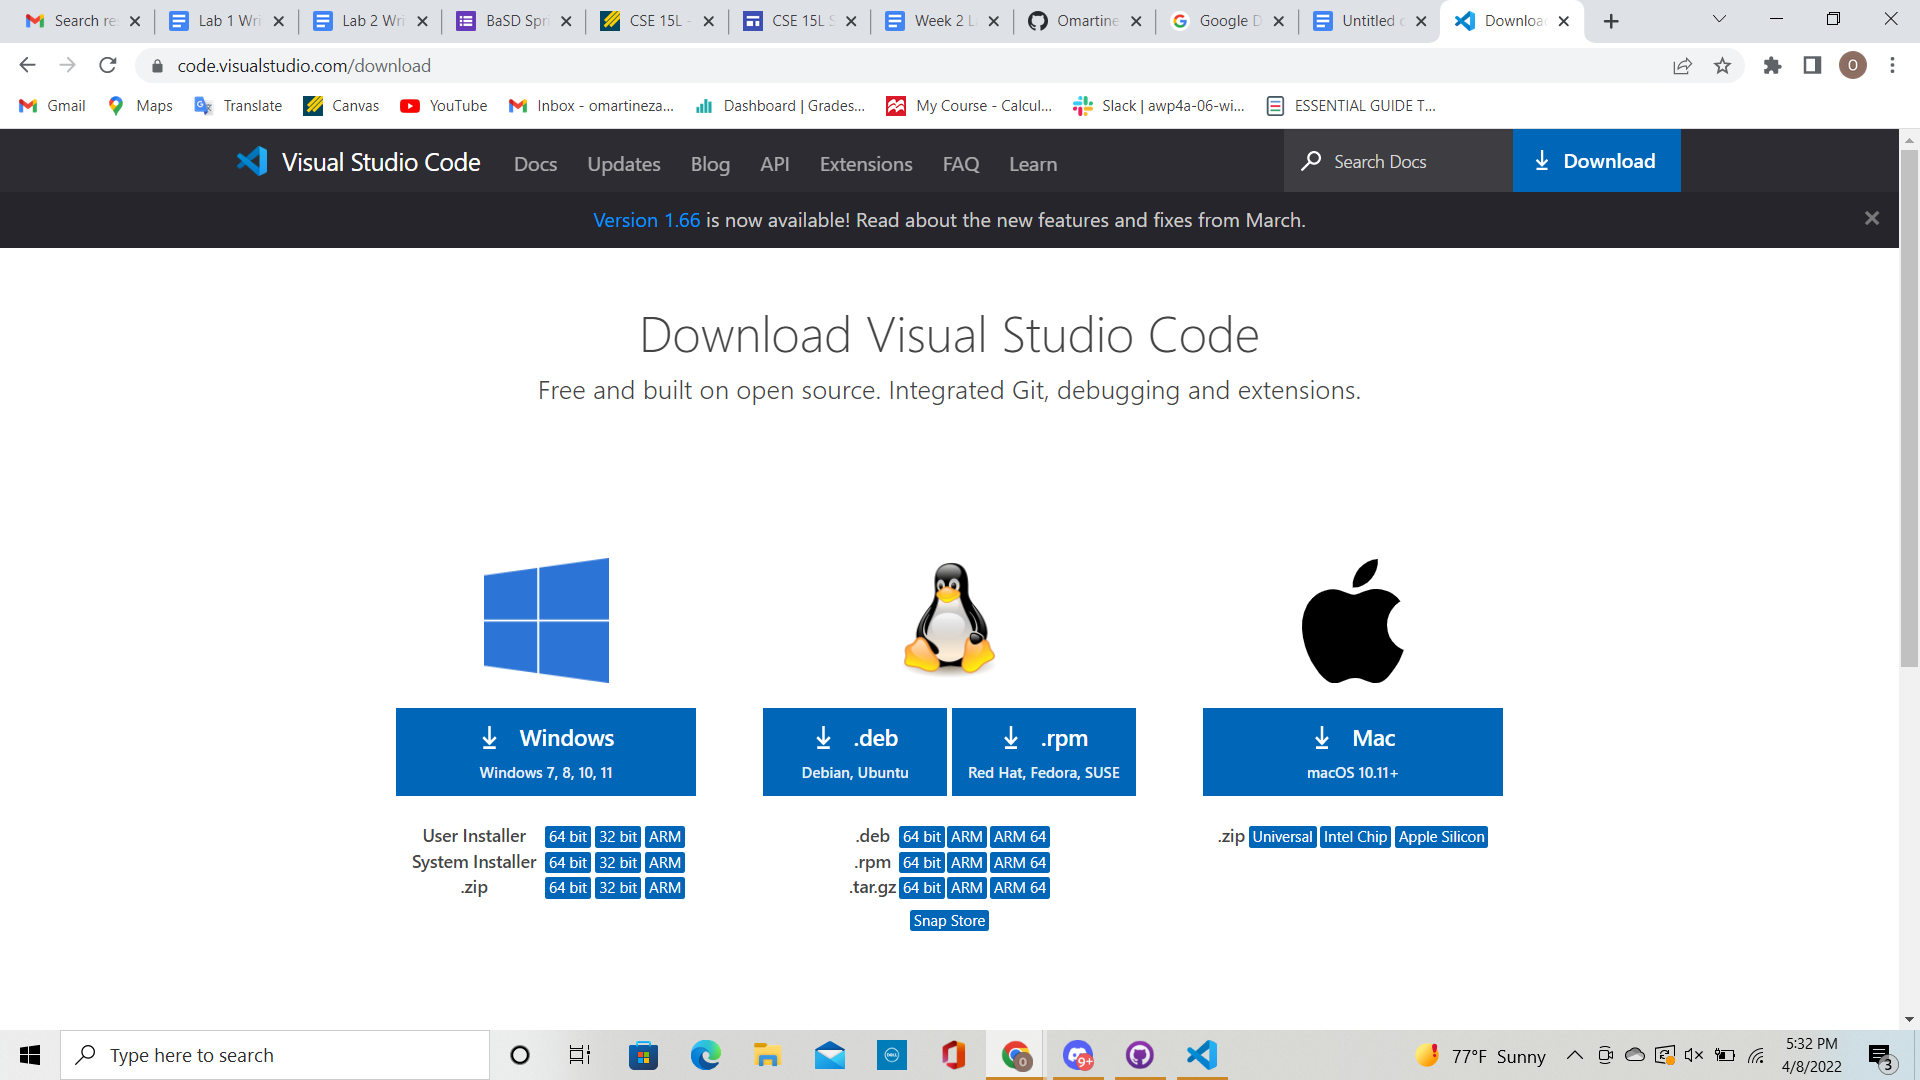 Search re
Lab 1 Wri
Lab 2 Wri
BaSD Spri
CSE 15L -
CSE 15L S
Week 2 L
Omartine
Google D
Untitled
Download
code.visualstudio.com/download
O
Gmail
Maps
Translate
Canvas
YouTube
Inbox - omartineza...
Dashboard | Grades...
My Course - Calcul...
Slack | awp4a-06-wi...
ESSENTIAL GUIDE T...
Visual Studio Code
Docs
Updates
Blog
API
Extensions
FAQ
Learn
Search Docs
Download
Version 1.66 is now available! Read about the new features and fixes from March.
Download Visual Studio Code
Free and built on open source. Integrated Git, debugging and extensions.
Windows
Windows 7, 8, 10, 11
.deb
Debian, Ubuntu
.rpm
Red Hat, Fedora, SUSE
Mac
macOS 10.11+
User Installer 64 bit 32 bit ARM
System Installer 64 bit 32 bit ARM
.zip 64 bit 32 bit ARM
.deb 64 bit ARM ARM 64
.rpm 64 bit ARM ARM 64
.tar.gz 64 bit ARM ARM 64
Snap Store
.zip Universal Intel Chip Apple Silicon
Type here to search
DELL
9+
77°F Sunny
5:32 PM
4/8/2022
3